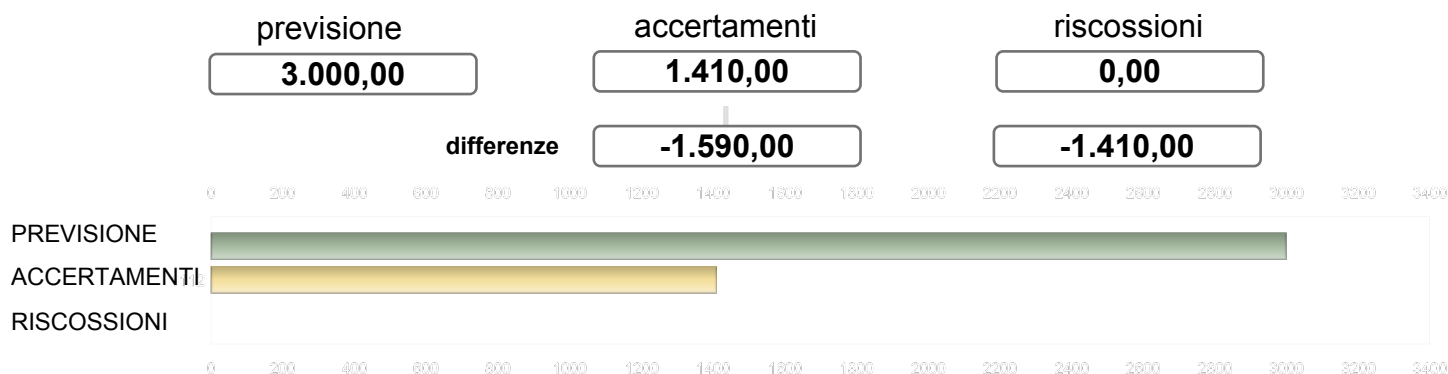 previsione accertamenti riscossioni
3.000,00 1.410,00 0,00
differenze -1.590,00 -1.410,00
0 200 400 600 800 1000 1200 1400 1600 1800 2000 2200 2400 2600 2800 3000 3200 3400
PREVISIONE
ACCERTAMENTI
RISCOSSIONI
0 200 400 600 800 1000 1200 1400 1600 1800 2000 2200 2400 2600 2800 3000 3200 3400